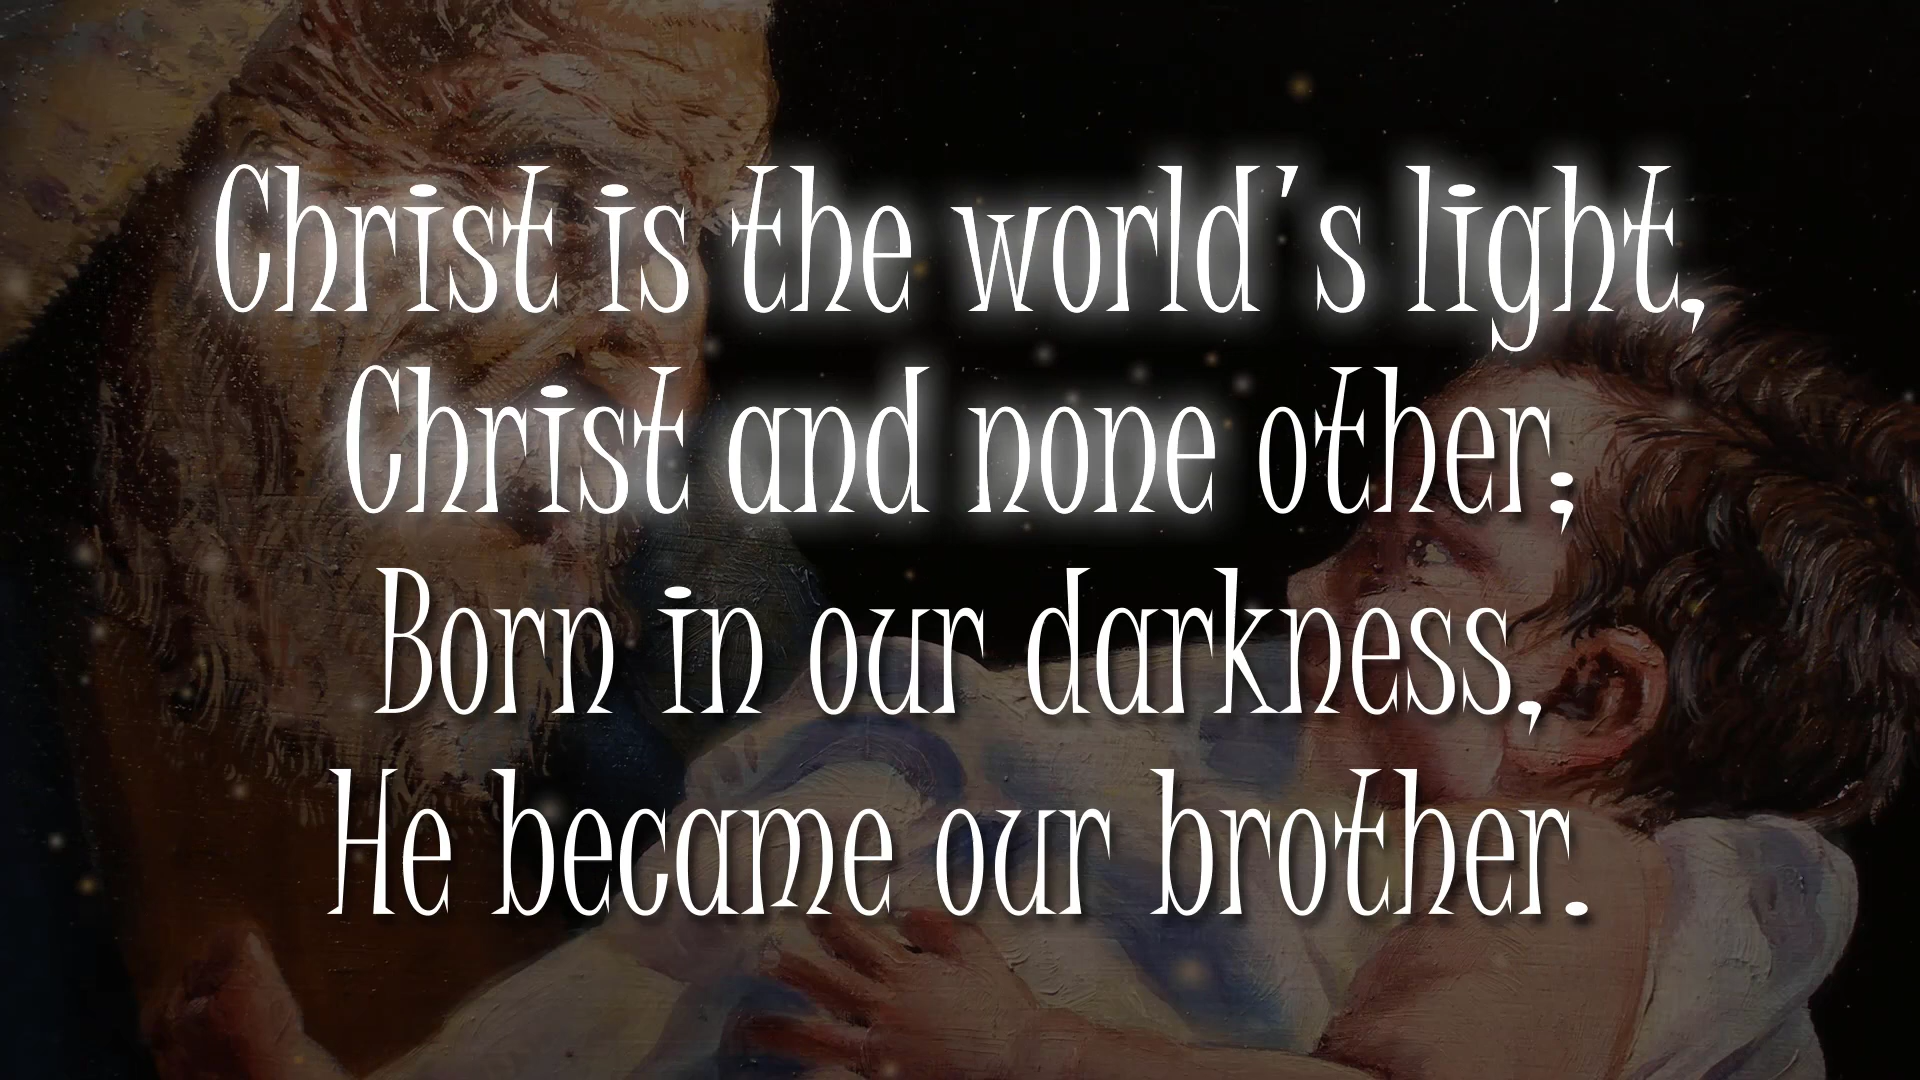 Christ is the world's light,
Christ and none other;
Born in our darkness,
He became our brother.